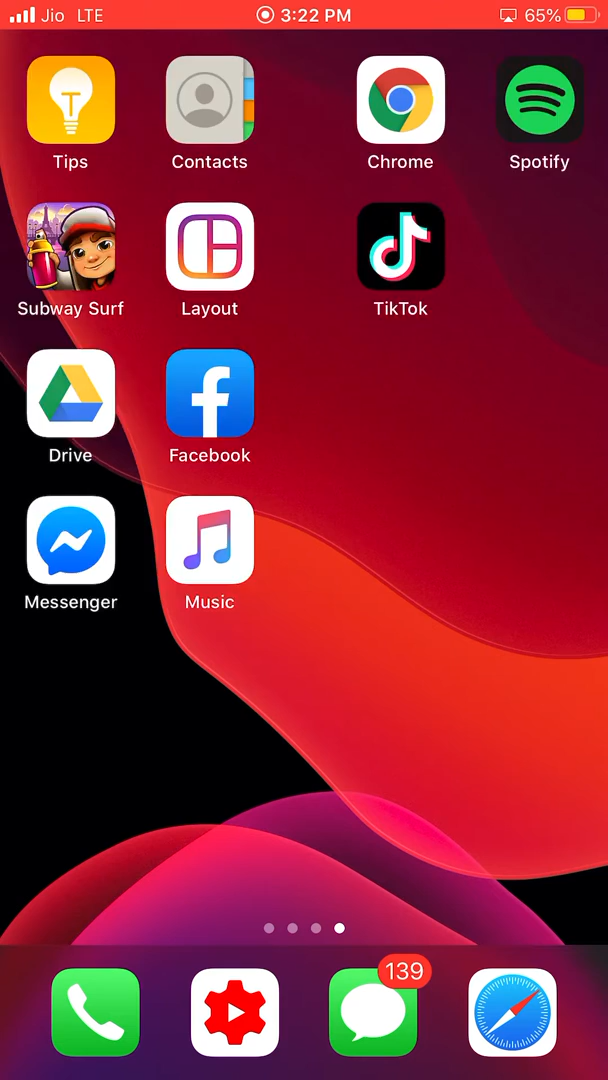 Jio LTE 3:22 PM 65%
Tips Contacts Chrome Spotify
Subway Surf Layout TikTok
Drive Facebook
Messenger Music
139